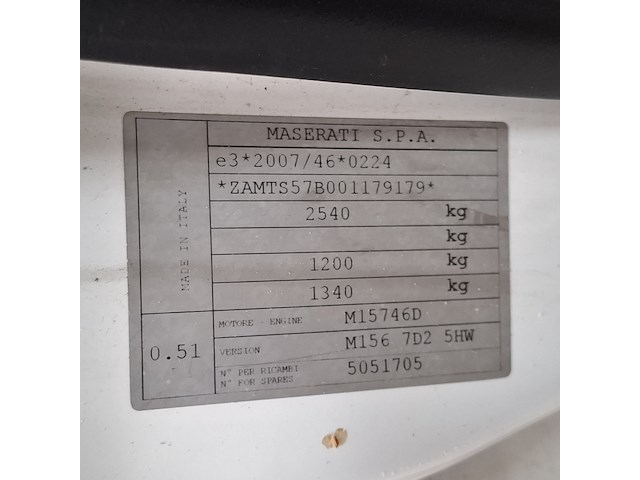 MASERATI S.P.A.
e3*2007/46*0224
*ZAMTS57B001179179*
2540 kg
kg
1200 kg
1340 kg
MADE IN ITALY
MOTORE - ENGINE M15746D
0.51
VERSION M156 7D2 5HW
N° PER RICAMBI
N° FOR SPARES
5051705